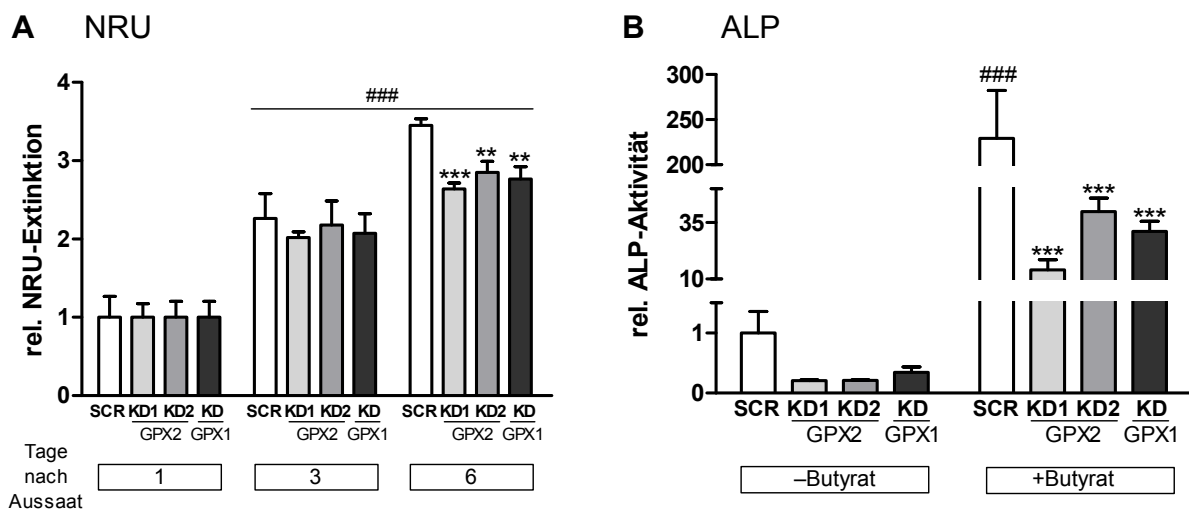 A NRU
rel. NRU-Extinktion
4
3
2
1
0
###
***
**
**
SCR KD1 KD2 KD SCR KD1 KD2 KD SCR KD1 KD2 KD
GPX2 GPX1 GPX2 GPX1 GPX2 GPX1
Tage
nach
Aussaat
1 3 6
B ALP
rel. ALP-Aktivität
300
250
200
35
10
1
0
###
***
***
***
SCR KD1 KD2 KD SCR KD1 KD2 KD
GPX2 GPX1 GPX2 GPX1
–Butyrat +Butyrat